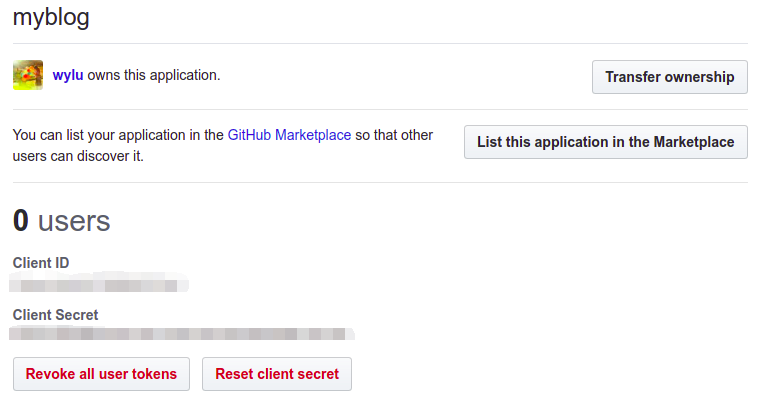 myblog
wylu owns this application.
Transfer ownership
You can list your application in the GitHub Marketplace so that other
users can discover it.
List this application in the Marketplace
0 users
Client ID
Client Secret
Revoke all user tokens
Reset client secret